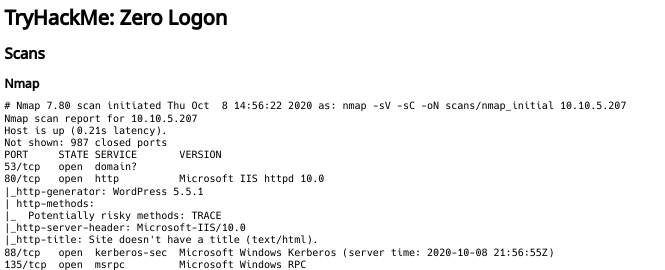 TryHackMe: Zero Logon
Scans
Nmap
# Nmap 7.80 scan initiated Thu Oct  8 14:56:22 2020 as: nmap -sV -sC -oN scans/nmap_initial 10.10.5.207
Nmap scan report for 10.10.5.207
Host is up (0.21s latency).
Not shown: 987 closed ports
PORT     STATE SERVICE       VERSION
53/tcp   open  domain?
80/tcp   open  http          Microsoft IIS httpd 10.0
|_http-generator: WordPress 5.5.1
| http-methods:
|_  Potentially risky methods: TRACE
|_http-server-header: Microsoft-IIS/10.0
|_http-title: Site doesn't have a title (text/html).
88/tcp   open  kerberos-sec  Microsoft Windows Kerberos (server time: 2020-10-08 21:56:55Z)
135/tcp  open  msrpc         Microsoft Windows RPC